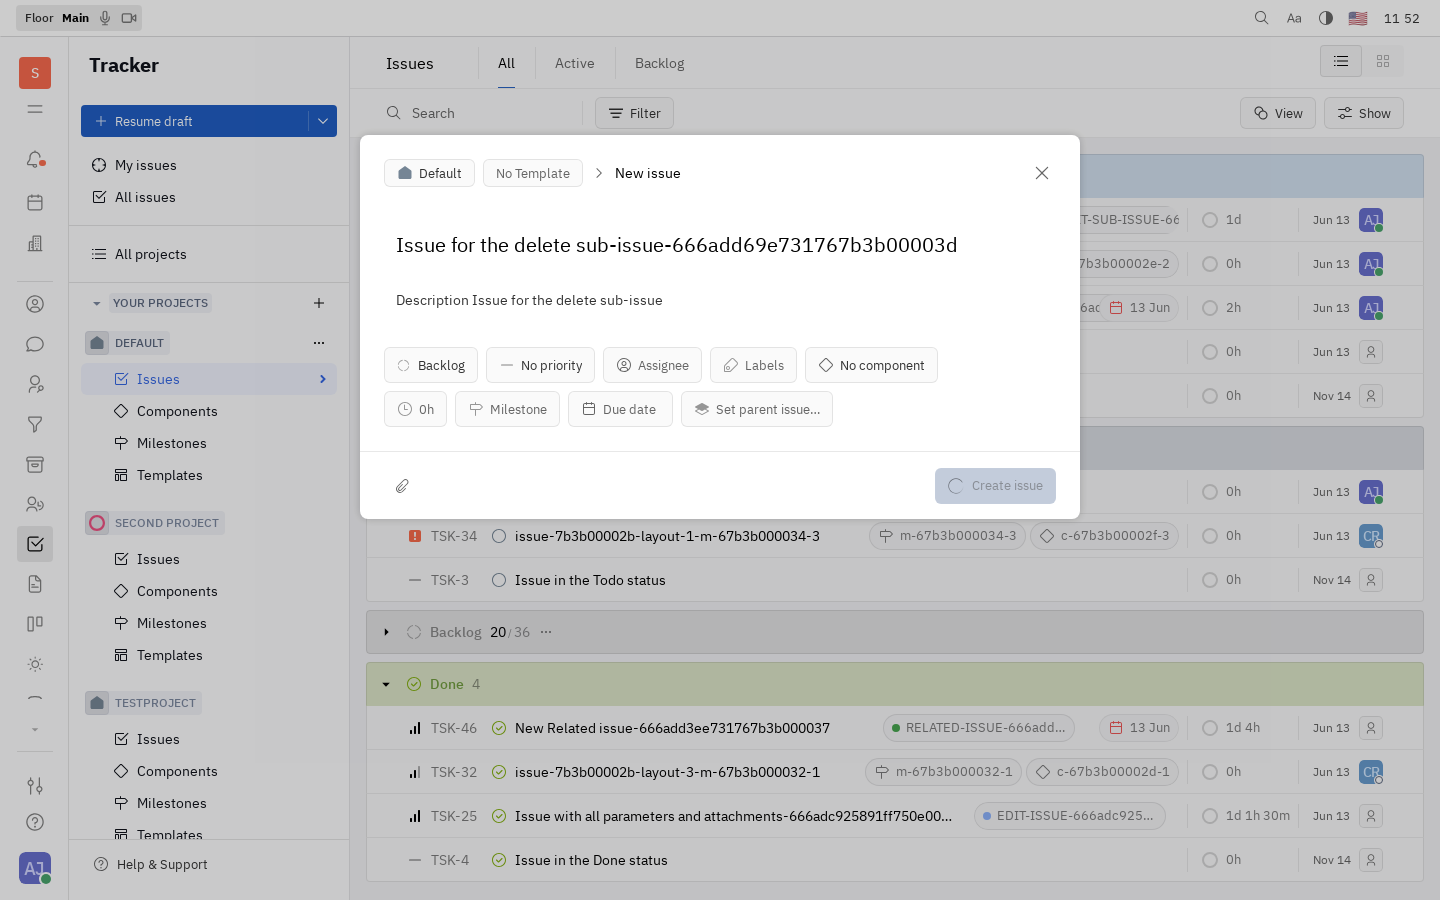 Floor Main
Aa
11 52
S
Tracker
Resume draft
My issues
All issues
All projects
YOUR PROJECTS
DEFAULT
Issues
Components
Milestones
Templates
SECOND PROJECT
Issues
Components
Milestones
Templates
TESTPROJECT
Issues
Components
Milestones
Templates
Help & Support
AJ
Issues
All
Active
Backlog
Search
Filter
View
Show
Default
No Template
New issue
Issue for the delete sub-issue-666add69e731767b3b00003d
Description Issue for the delete sub-issue
Backlog
No priority
Assignee
Labels
No component
0h
Milestone
Due date
Set parent issue...
Create issue
T-SUB-ISSUE-66 1d Jun 13 AJ
7b3b00002e-2 0h Jun 13 AJ
6ac 13 Jun 2h Jun 13 AJ
0h Jun 13
0h Nov 14
0h Jun 13 AJ
TSK-34 issue-7b3b00002b-layout-1-m-67b3b000034-3 m-67b3b000034-3 c-67b3b00002f-3 0h Jun 13 CR
TSK-3 Issue in the Todo status 0h Nov 14
Backlog 20/36 ...
Done 4
TSK-46 New Related issue-666add3ee731767b3b000037 RELATED-ISSUE-666add... 13 Jun 1d 4h Jun 13
TSK-32 issue-7b3b00002b-layout-3-m-67b3b000032-1 m-67b3b000032-1 c-67b3b00002d-1 0h Jun 13 CR
TSK-25 Issue with all parameters and attachments-666adc925891ff750e00... EDIT-ISSUE-666adc925... 1d 1h 30m Jun 13
TSK-4 Issue in the Done status 0h Nov 14